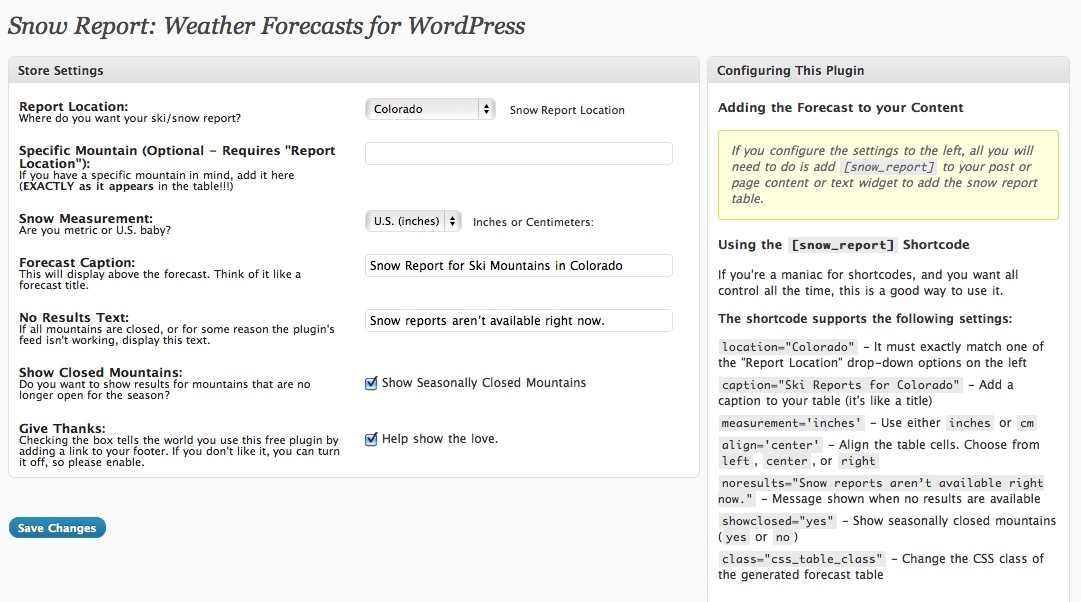 Snow Report: Weather Forecasts for WordPress
Store Settings
Report Location:
Where do you want your ski/snow report?
Colorado
Snow Report Location
Specific Mountain (Optional – Requires "Report
Location"):
If you have a specific mountain in mind, add it here
(EXACTLY as it appears in the table!!!)
Snow Measurement:
Are you metric or U.S. baby?
U.S. (inches)
Inches or Centimeters:
Forecast Caption:
This will display above the forecast. Think of it like a
forecast title.
Snow Report for Ski Mountains in Colorado
No Results Text:
If all mountains are closed, or for some reason the plugin's
feed isn't working, display this text.
Snow reports aren't available right now.
Show Closed Mountains:
Do you want to show results for mountains that are no
longer open for the season?
Show Seasonally Closed Mountains
Give Thanks:
Checking the box tells the world you use this free plugin by
adding a link to your footer. If you don't like it, you can turn
it off, so please enable.
Help show the love.
Save Changes
Configuring This Plugin
Adding the Forecast to your Content
If you configure the settings to the left, all you will
need to do is add [snow_report] to your post or
page content or text widget to add the snow report
table.
Using the [snow_report] Shortcode
If you're a maniac for shortcodes, and you want all
control all the time, this is a good way to use it.
The shortcode supports the following settings:
location="Colorado" – It must exactly match one of
the "Report Location" drop-down options on the left
caption="Ski Reports for Colorado" – Add a
caption to your table (it's like a title)
measurement='inches' – Use either inches or cm
align='center' – Align the table cells. Choose from
left, center, or right
noresults="Snow reports aren't available right
now." – Message shown when no results are available
showclosed="yes" – Show seasonally closed mountains
(yes or no)
class="css_table_class" – Change the CSS class of
the generated forecast table